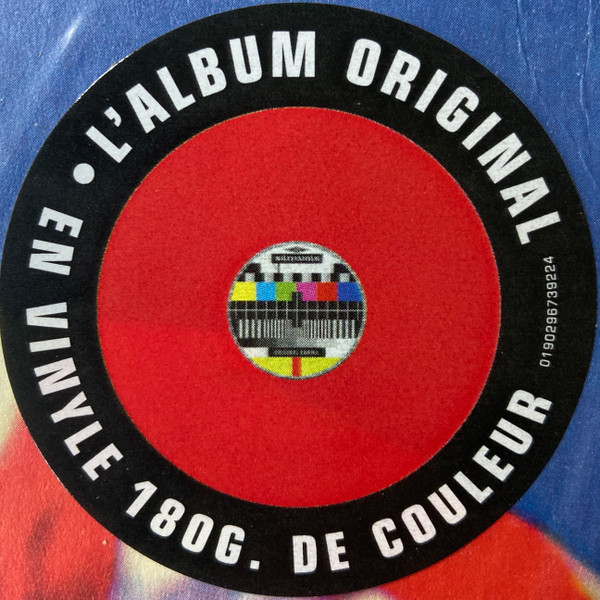 L'ALBUM ORIGINAL
EN VINYLE 180G. DE COULEUR •
0190296739224